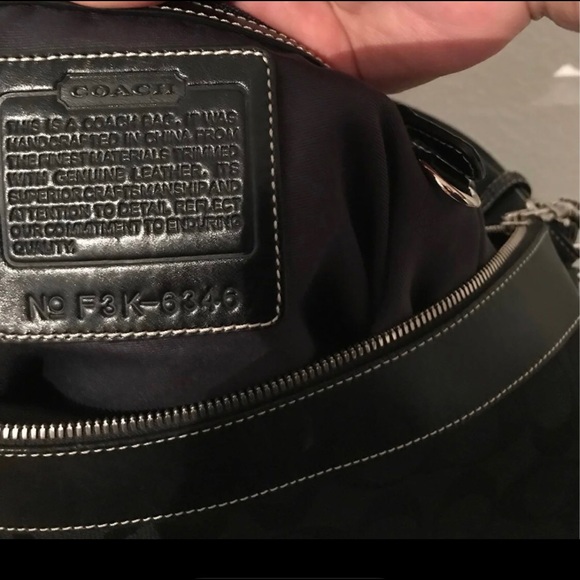 COACH
THIS IS A COACH BAG. IT WAS
HANDCRAFTED IN CHINA FROM
THE FINEST MATERIALS TRIMMED
WITH GENUINE LEATHER. ITS
SUPERIOR CRAFTSMANSHIP AND
ATTENTION TO DETAIL REFLECT
OUR COMMITMENT TO ENDURING
QUALITY.
No F3K-6346